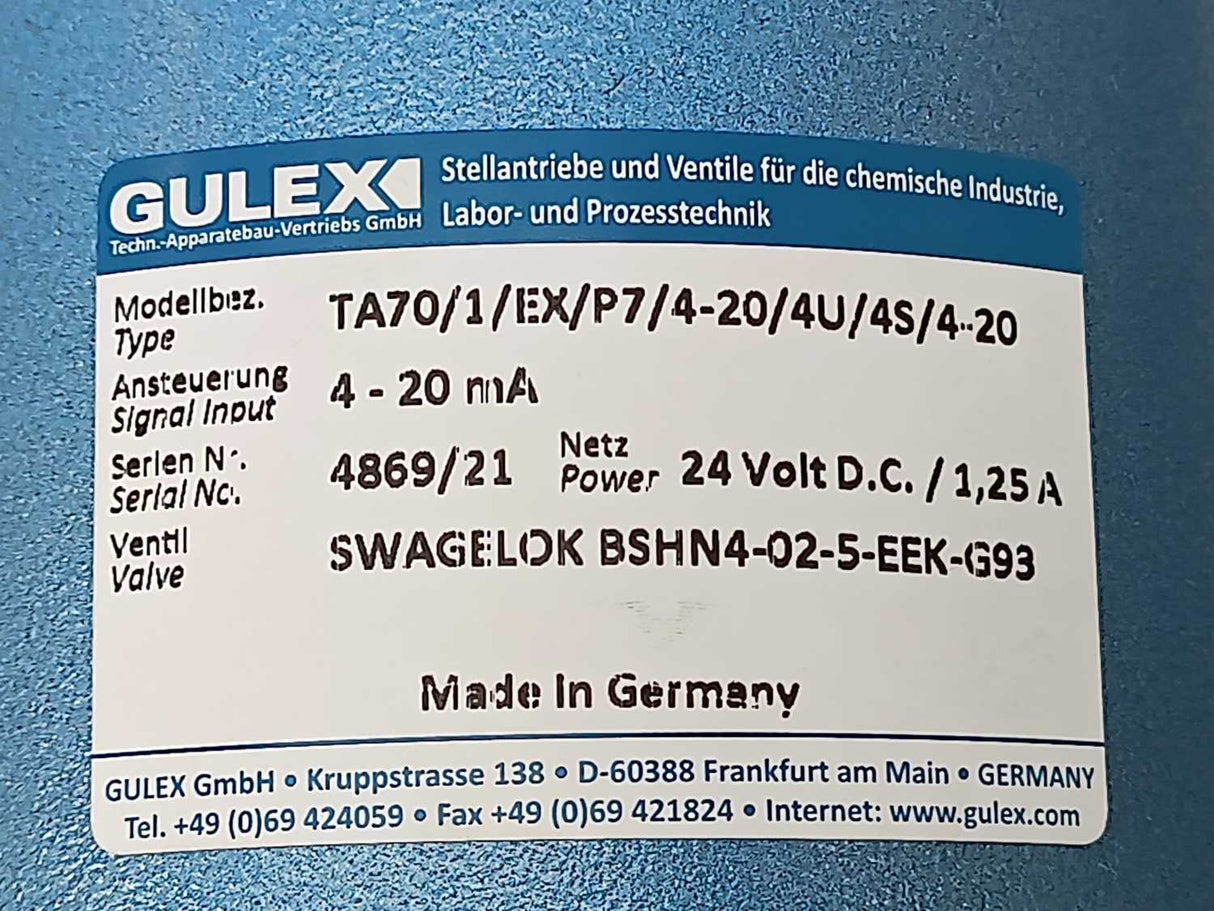 GULEX
Techn.-Apparatebau-Vertriebs GmbH
Stellantriebe und Ventile für die chemische Industrie,
Labor- und Prozesstechnik
Modellbez.
Type
TA70/1/EX/P7/4-20/4U/4S/4-20
Ansteuerung
Signal Input
4 - 20 mA
Serien Nr.
Serial No.
4869/21
Netz
Power
24 Volt D.C. / 1,25 A
Ventil
Valve
SWAGELOK BSHN4-02-5-EEK-G93
Made In Germany
GULEX GmbH • Kruppstrasse 138 • D-60388 Frankfurt am Main • GERMANY
Tel. +49 (0)69 424059 • Fax +49 (0)69 421824 • Internet: www.gulex.com